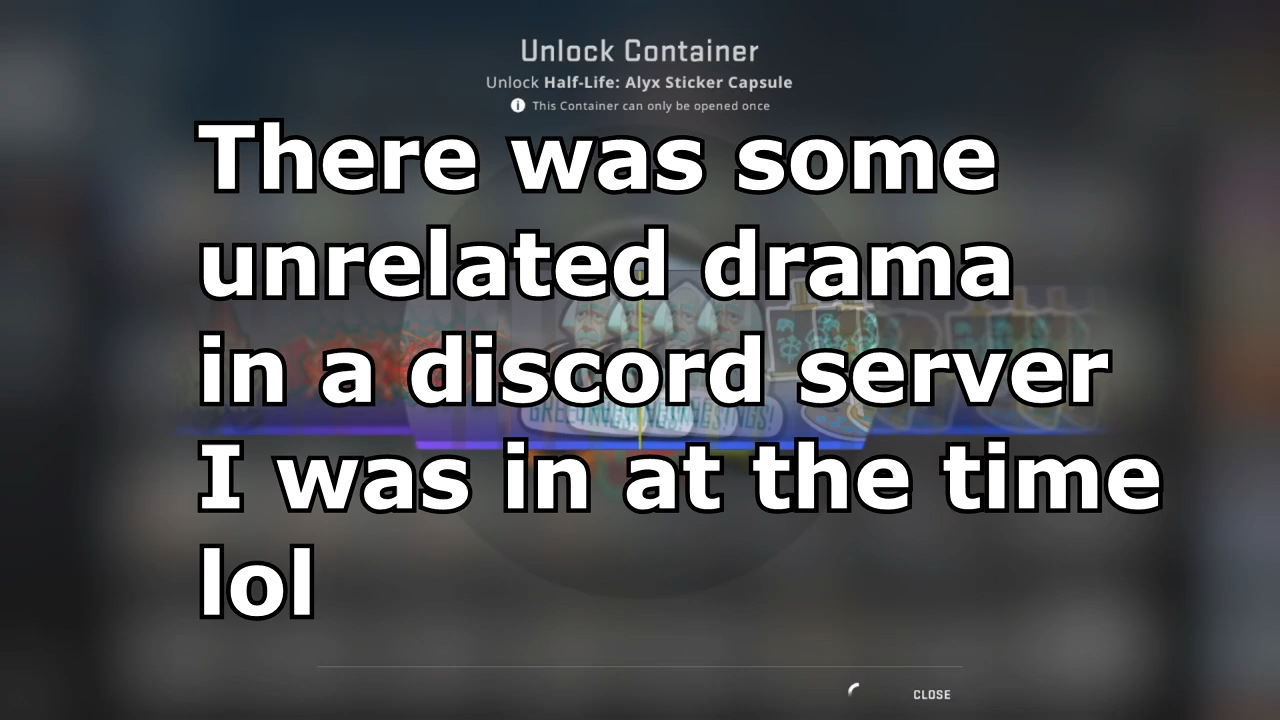 Unlock Container
Unlock Half-Life: Alyx Sticker Capsule
This Container can only be opened once
There was some
unrelated drama
in a discord server
I was in at the time
lol
CLOSE